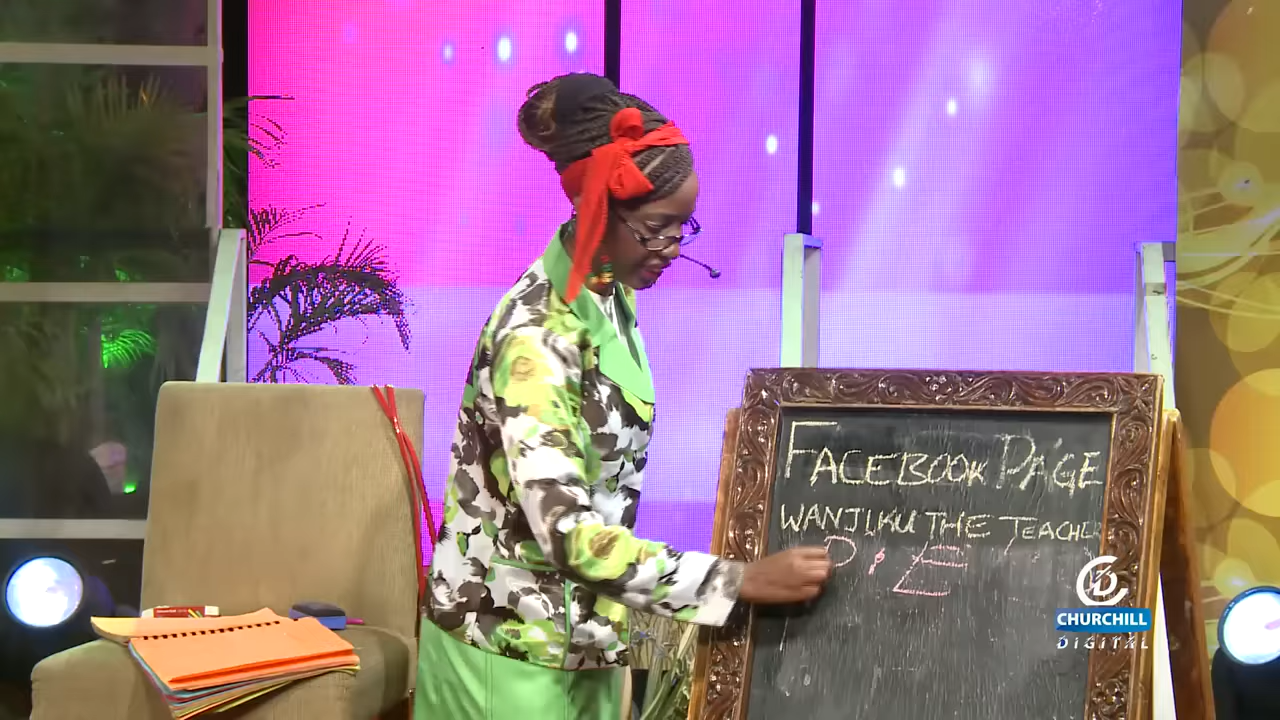 FACEBOOK PAGE
WANJIKU THE TEACHER
P.E
CHURCHILL
DIGITAL